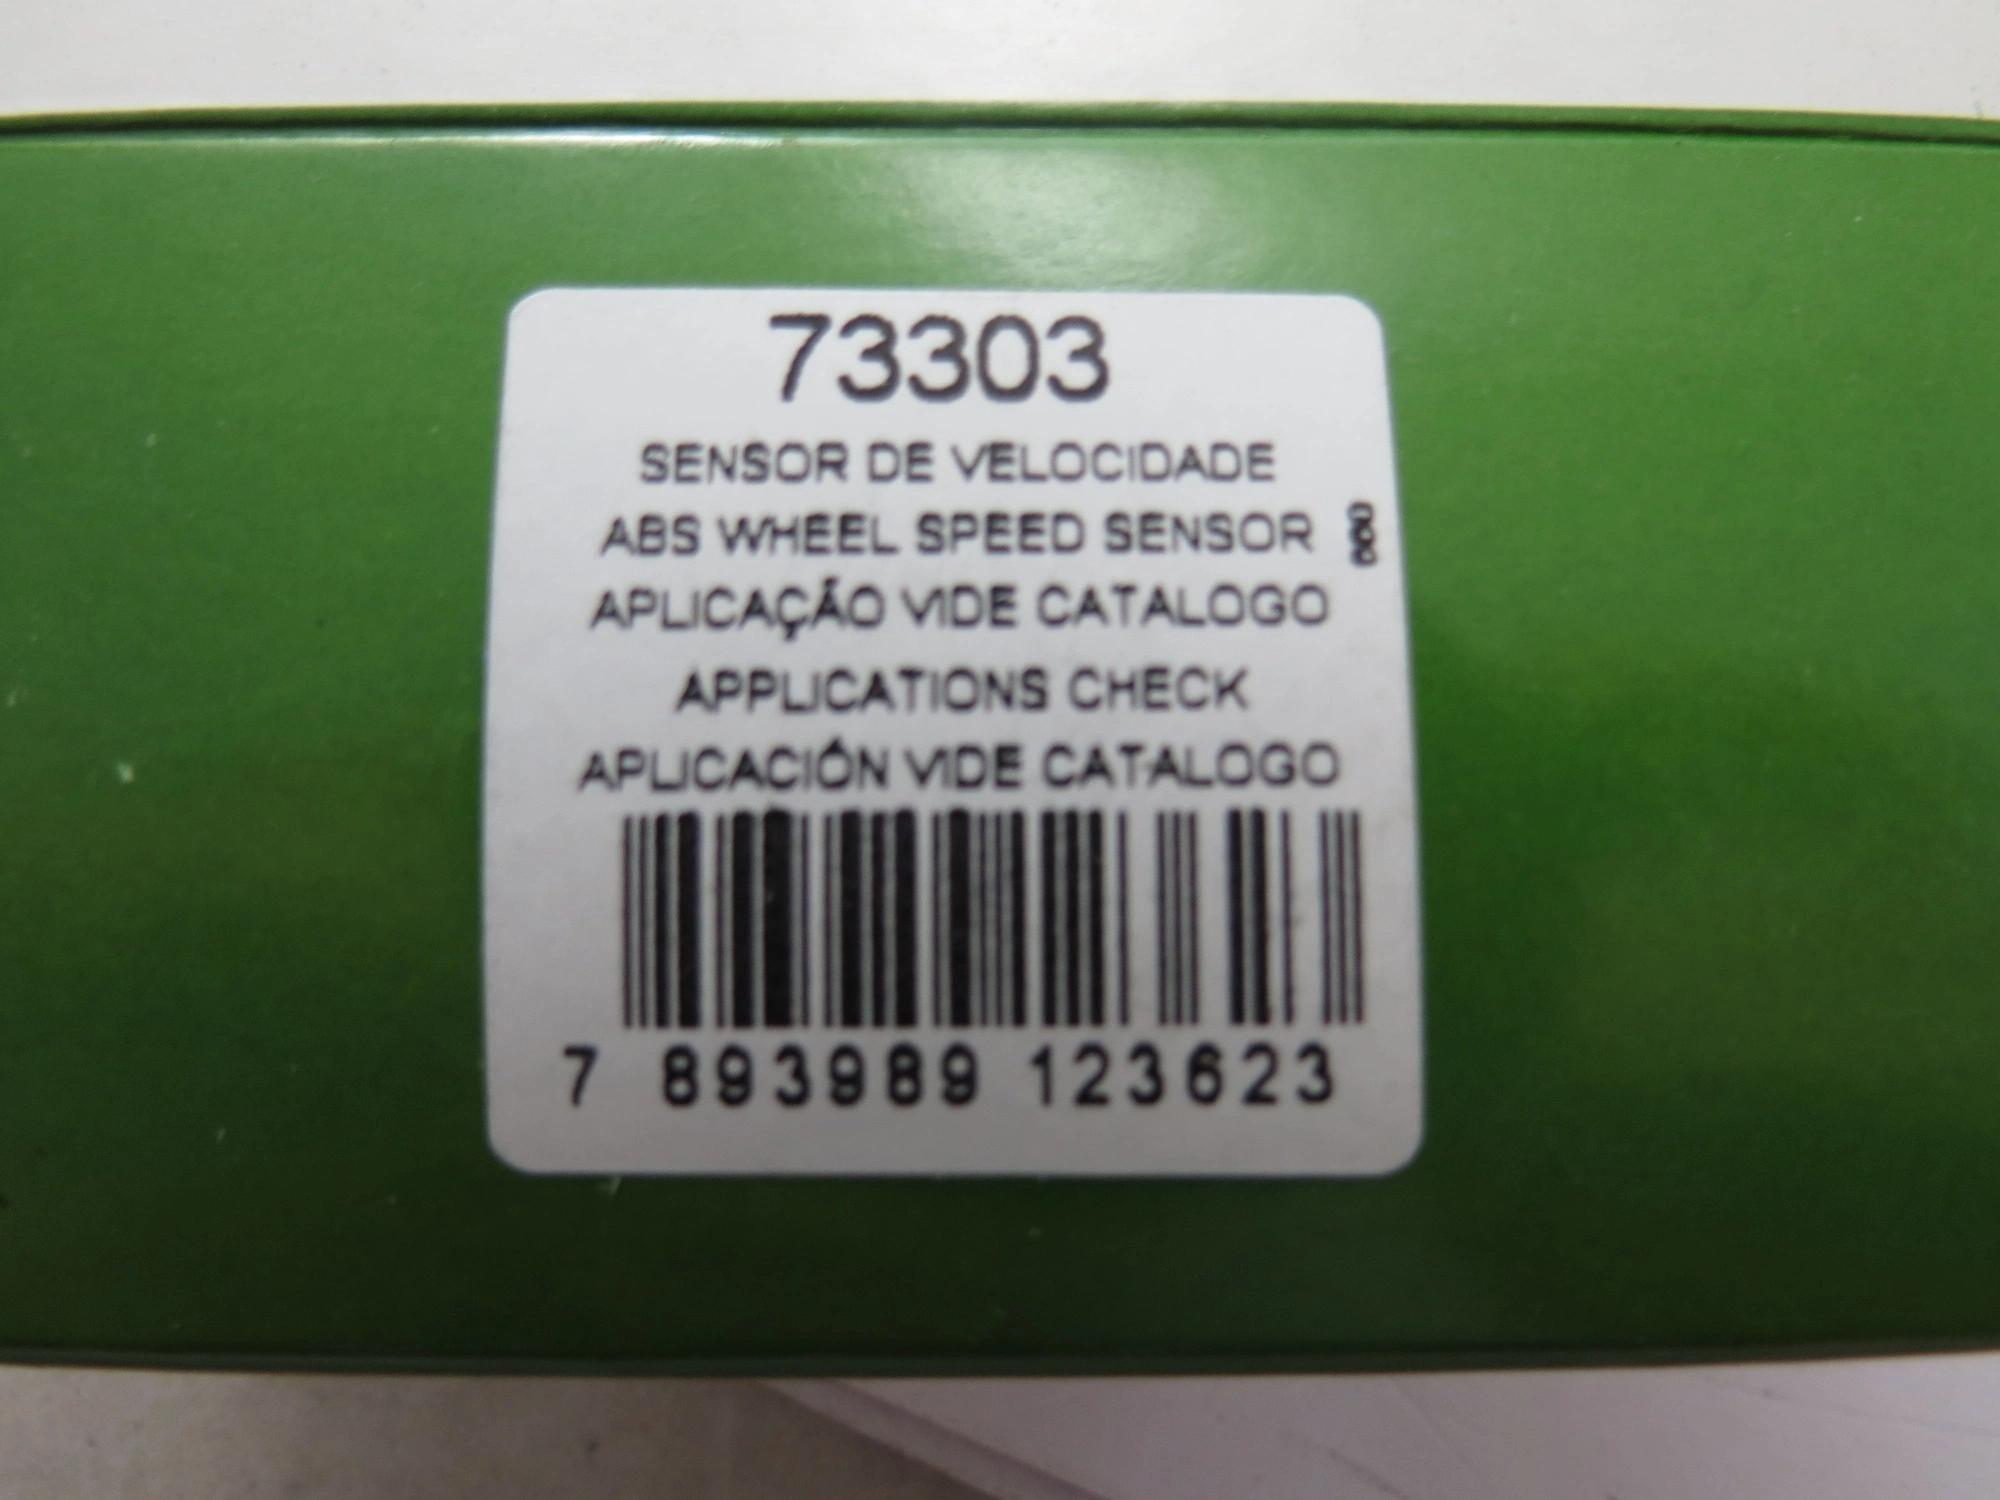 73303
SENSOR DE VELOCIDADE
ABS WHEEL SPEED SENSOR
APLICAÇÃO VIDE CATALOGO
APPLICATIONS CHECK
APLICACIÓN VIDE CATALOGO
7 893989 123623